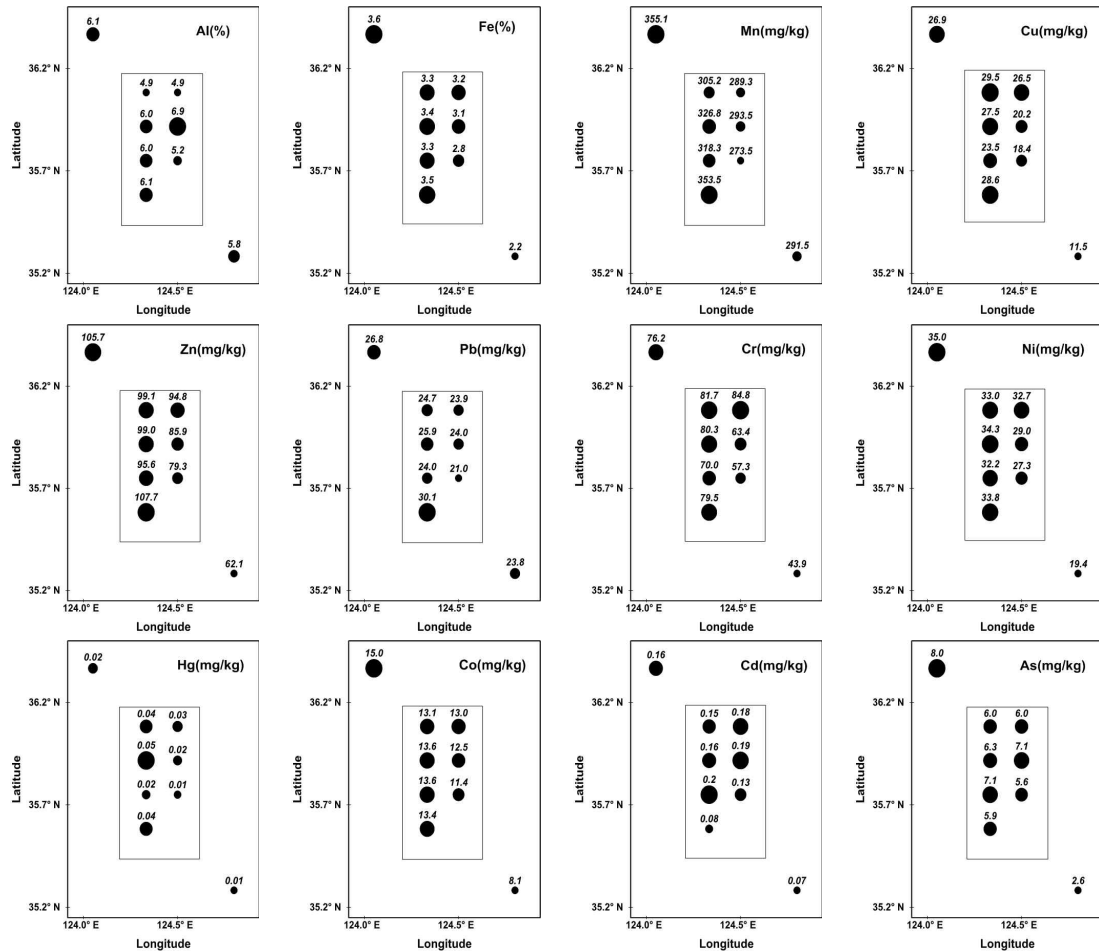 6.1
Al(%)
36.2° N
4.9 4.9
6.0 6.9
6.0 5.2
35.7° N
6.1
5.8
35.2° N
124.0° E 124.5°
Longitude
Latitude
3.6
Fe(%)
36.2° N
3.3 3.2
3.4 3.1
3.3 2.8
35.7° N
3.5
2.2
35.2° N
124.0° E 124.5°
Longitude
Latitude
355.1
Mn(mg/kg)
36.2° N
305.2 289.3
326.8 293.5
318.3 273.5
35.7° N
353.5
291.5
35.2° N
124.0° E 124.5°
Longitude
Latitude
26.9
Cu(mg/kg)
36.2° N
29.5 26.5
27.5 20.2
23.5 18.4
35.7° N
28.6
11.5
35.2° N
124.0° E 124.5°
Longitude
Latitude
105.7
Zn(mg/kg)
36.2° N
99.1 94.8
99.0 85.9
95.6 79.3
35.7° N
107.7
62.1
35.2° N
124.0° E 124.5°
Longitude
Latitude
26.8
Pb(mg/kg)
36.2° N
24.7 23.9
25.9 24.0
24.0 21.0
35.7° N
30.1
23.8
35.2° N
124.0° E 124.5°
Longitude
Latitude
76.2
Cr(mg/kg)
36.2° N
81.7 84.8
80.3 63.4
70.0 57.3
35.7° N
79.5
43.9
35.2° N
124.0° E 124.5°
Longitude
Latitude
35.0
Ni(mg/kg)
36.2° N
33.0 32.7
34.3 29.0
32.2 27.3
35.7° N
33.8
19.4
35.2° N
124.0° E 124.5°
Longitude
Latitude
0.02
Hg(mg/kg)
36.2° N
0.04 0.03
0.05 0.02
0.02 0.01
35.7° N
0.04
0.01
35.2° N
124.0° E 124.5°
Longitude
Latitude
15.0
Co(mg/kg)
36.2° N
13.1 13.0
13.6 12.5
13.6 11.4
35.7° N
13.4
8.1
35.2° N
124.0° E 124.5°
Longitude
Latitude
0.16
Cd(mg/kg)
36.2° N
0.15 0.18
0.16 0.19
0.2 0.13
35.7° N
0.08
0.07
35.2° N
124.0° E 124.5°
Longitude
Latitude
8.0
As(mg/kg)
36.2° N
6.0 6.0
6.3 7.1
7.1 5.6
35.7° N
5.9
2.6
35.2° N
124.0° E 124.5°
Longitude
Latitude